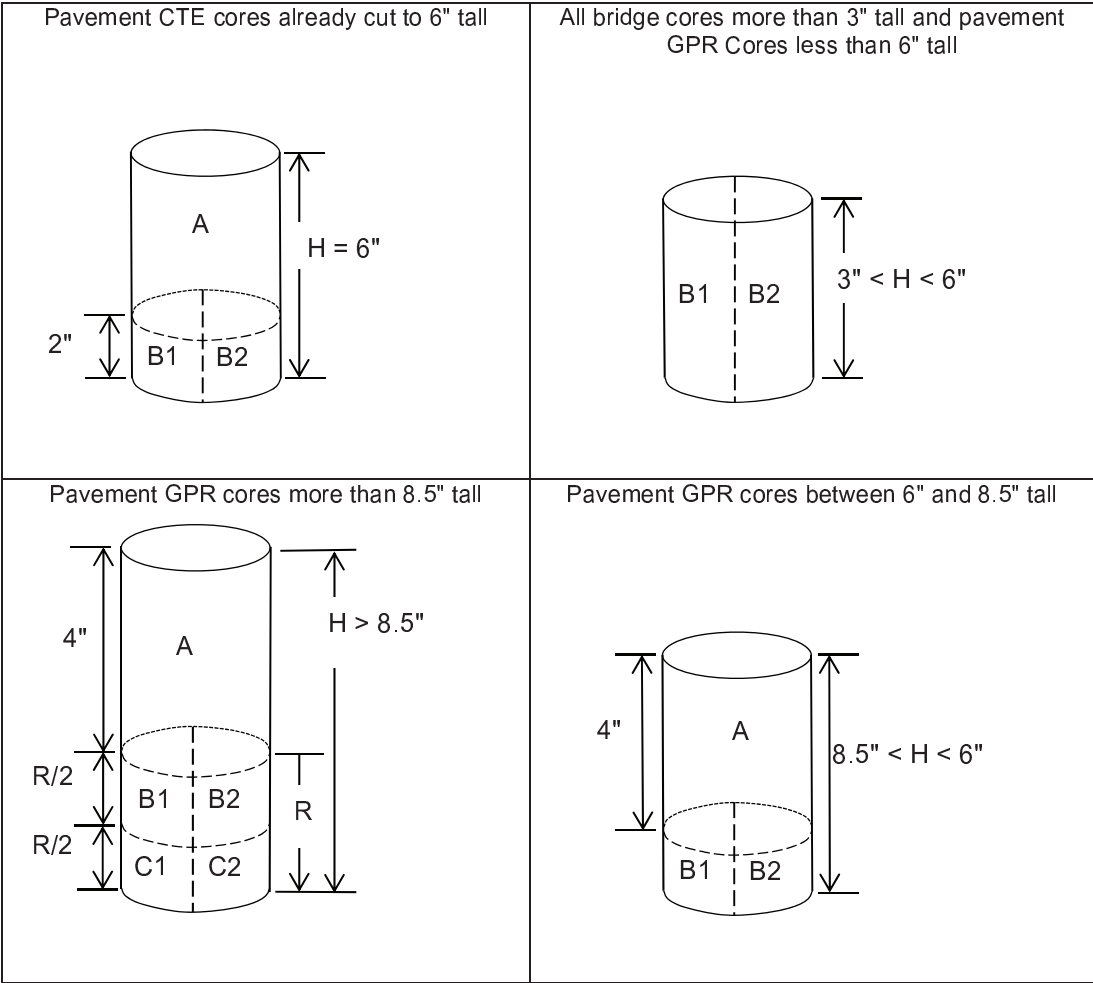 Pavement CTE cores already cut to 6" tall
A
H = 6"
2"
B1 B2
All bridge cores more than 3" tall and pavement
GPR Cores less than 6" tall
B1 B2
3" < H < 6"
Pavement GPR cores more than 8.5" tall
H > 8.5"
4"
A
R/2
B1 B2
R
R/2
C1 C2
Pavement GPR cores between 6" and 8.5" tall
4"
A
8.5" < H < 6"
B1 B2